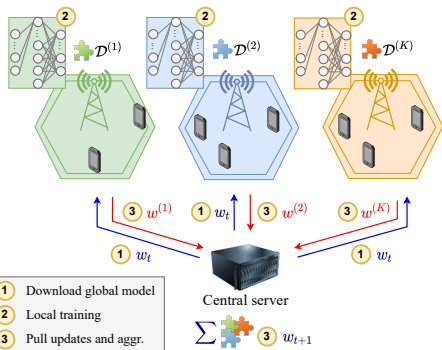 2
2
2
𝒟^(1)
𝒟^(2)
𝒟^(K)
3 w^(1)
1 w_t
3 w^(2)
3 w^(K)
1 w_t
1 w_t
Central server
∑ 3 w_{t+1}
1 Download global model
2 Local training
3 Pull updates and aggr.